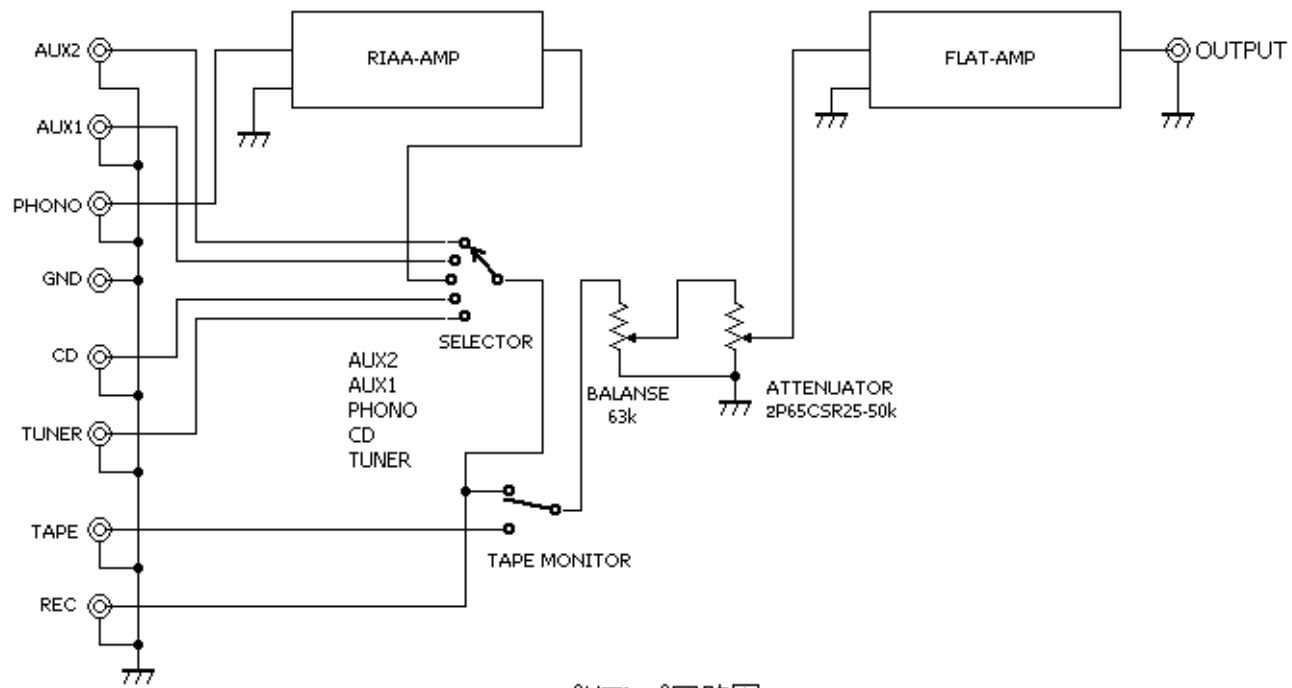 AUX2
RIAA-AMP
FLAT-AMP
OUTPUT
AUX1
PHONO
GND
SELECTOR
CD
AUX2
AUX1
PHONO
CD
TUNER
BALANSE
63k
ATTENUATOR
2P65CSR25-50k
TUNER
TAPE
TAPE MONITOR
REC